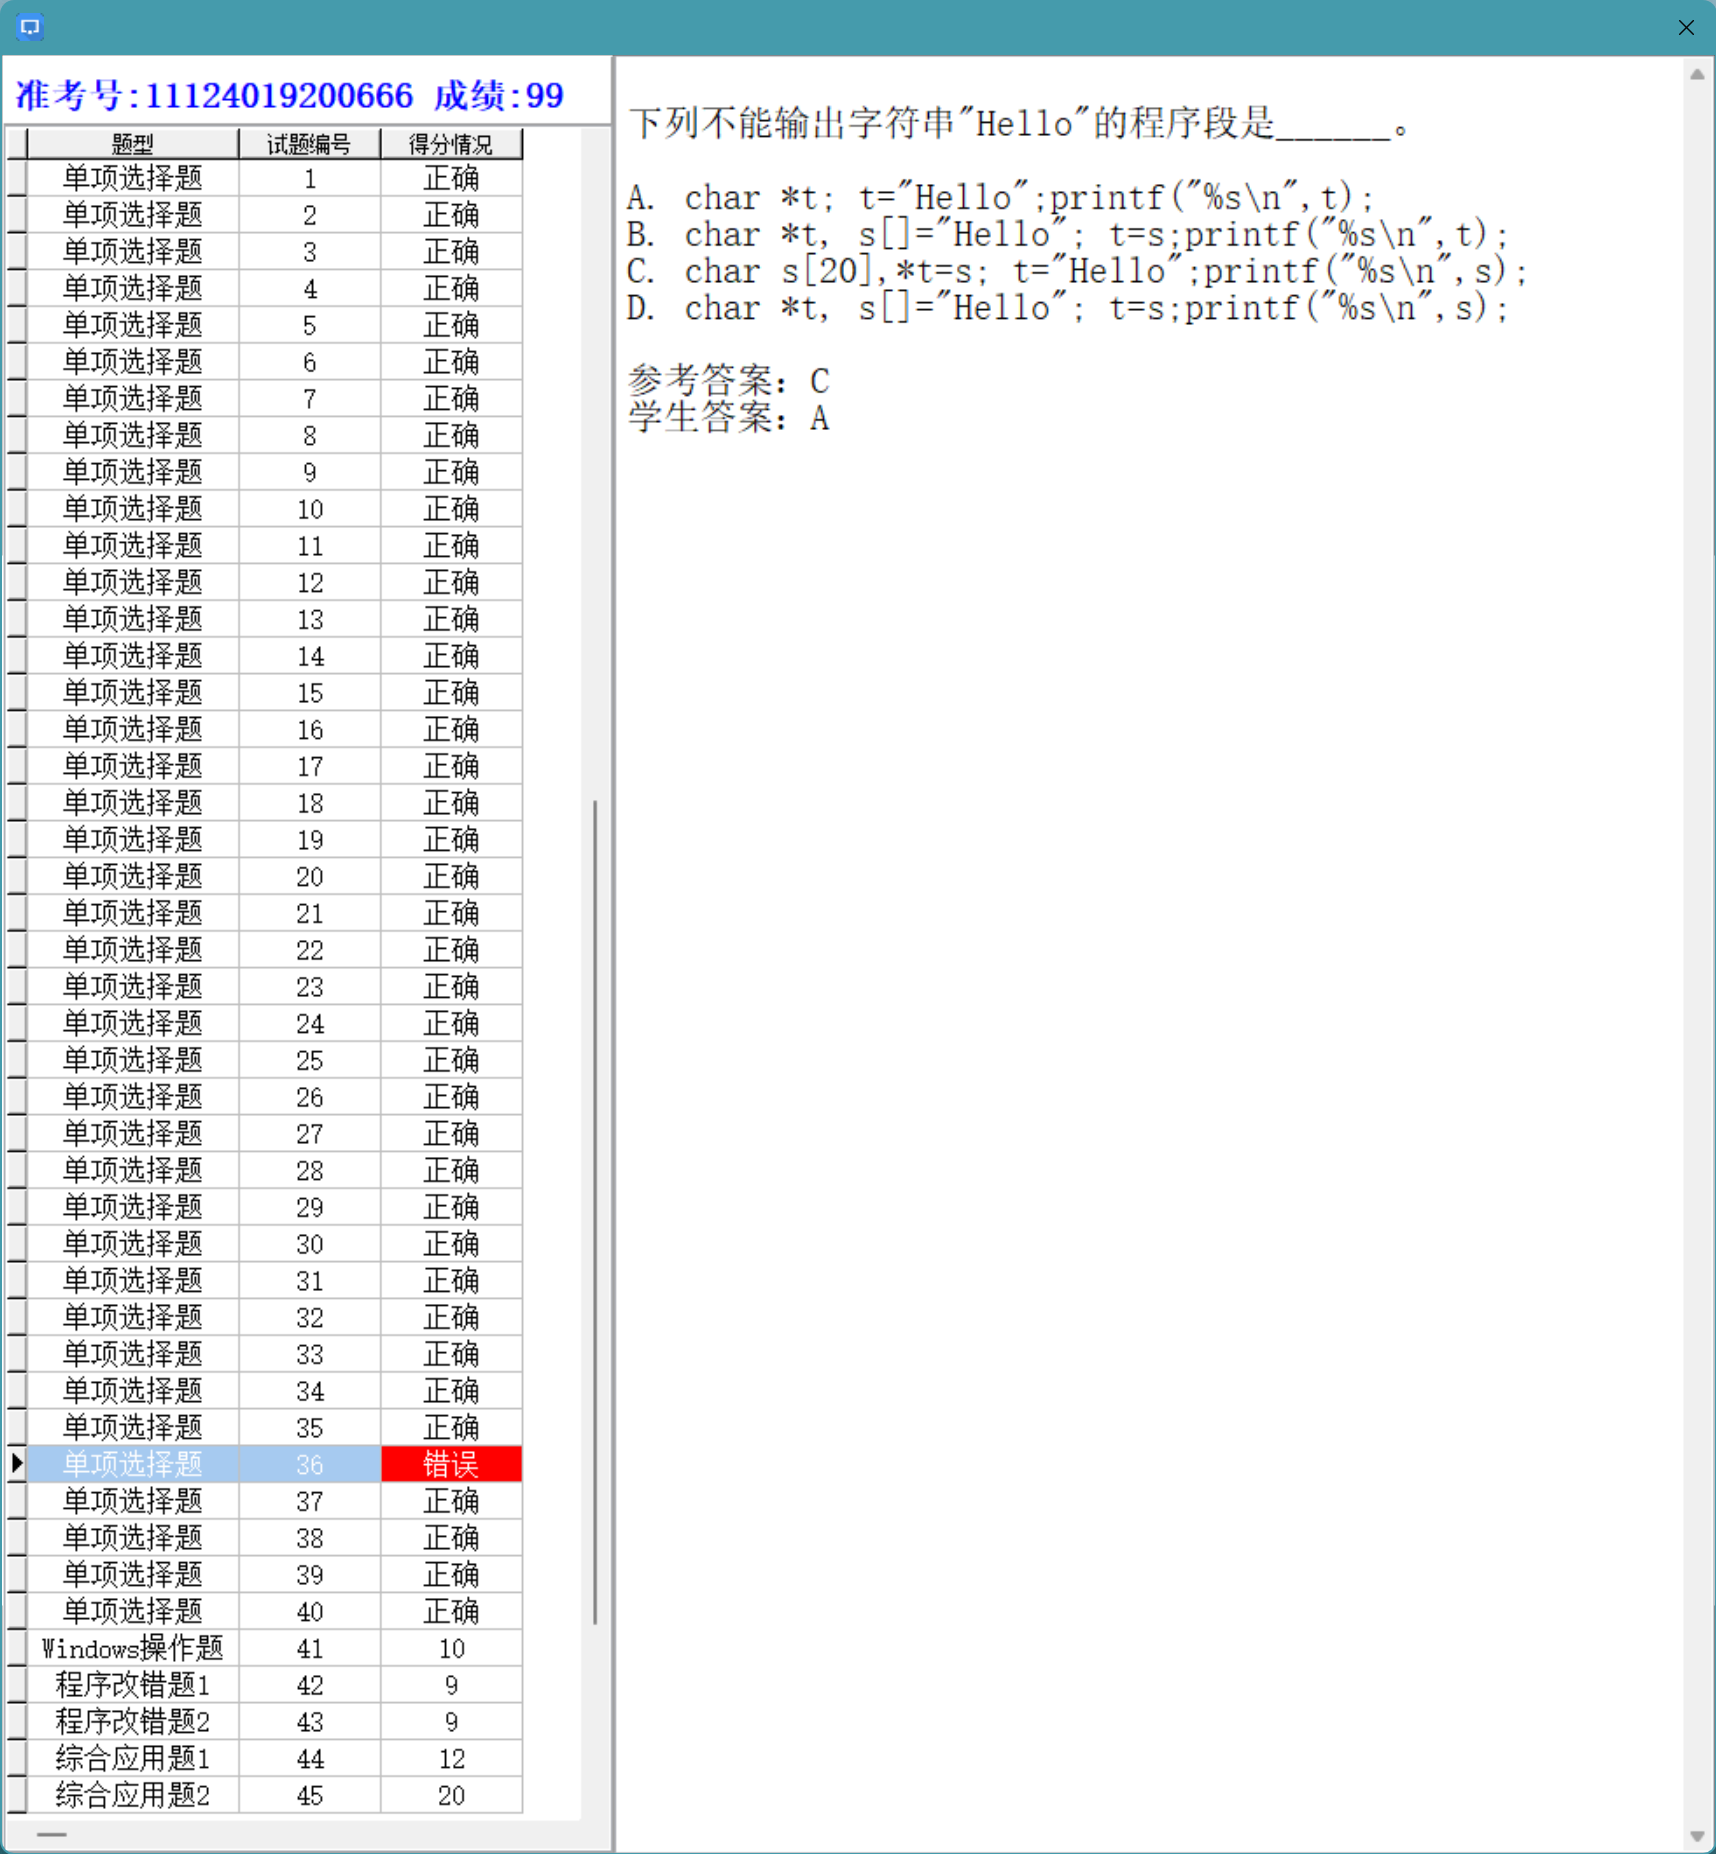 准考号:11124019200666 成绩:99
题型 试题编号 得分情况
单项选择题 1 正确
单项选择题 2 正确
单项选择题 3 正确
单项选择题 4 正确
单项选择题 5 正确
单项选择题 6 正确
单项选择题 7 正确
单项选择题 8 正确
单项选择题 9 正确
单项选择题 10 正确
单项选择题 11 正确
单项选择题 12 正确
单项选择题 13 正确
单项选择题 14 正确
单项选择题 15 正确
单项选择题 16 正确
单项选择题 17 正确
单项选择题 18 正确
单项选择题 19 正确
单项选择题 20 正确
单项选择题 21 正确
单项选择题 22 正确
单项选择题 23 正确
单项选择题 24 正确
单项选择题 25 正确
单项选择题 26 正确
单项选择题 27 正确
单项选择题 28 正确
单项选择题 29 正确
单项选择题 30 正确
单项选择题 31 正确
单项选择题 32 正确
单项选择题 33 正确
单项选择题 34 正确
单项选择题 35 正确
单项选择题 36 错误
单项选择题 37 正确
单项选择题 38 正确
单项选择题 39 正确
单项选择题 40 正确
Windows操作题 41 10
程序改错题1 42 9
程序改错题2 43 9
综合应用题1 44 12
综合应用题2 45 20
下列不能输出字符串"Hello"的程序段是______。
A. char *t; t="Hello";printf("%s\n",t);
B. char *t, s[]="Hello"; t=s;printf("%s\n",t);
C. char s[20],*t=s; t="Hello";printf("%s\n",s);
D. char *t, s[]="Hello"; t=s;printf("%s\n",s);
参考答案：C
学生答案：A